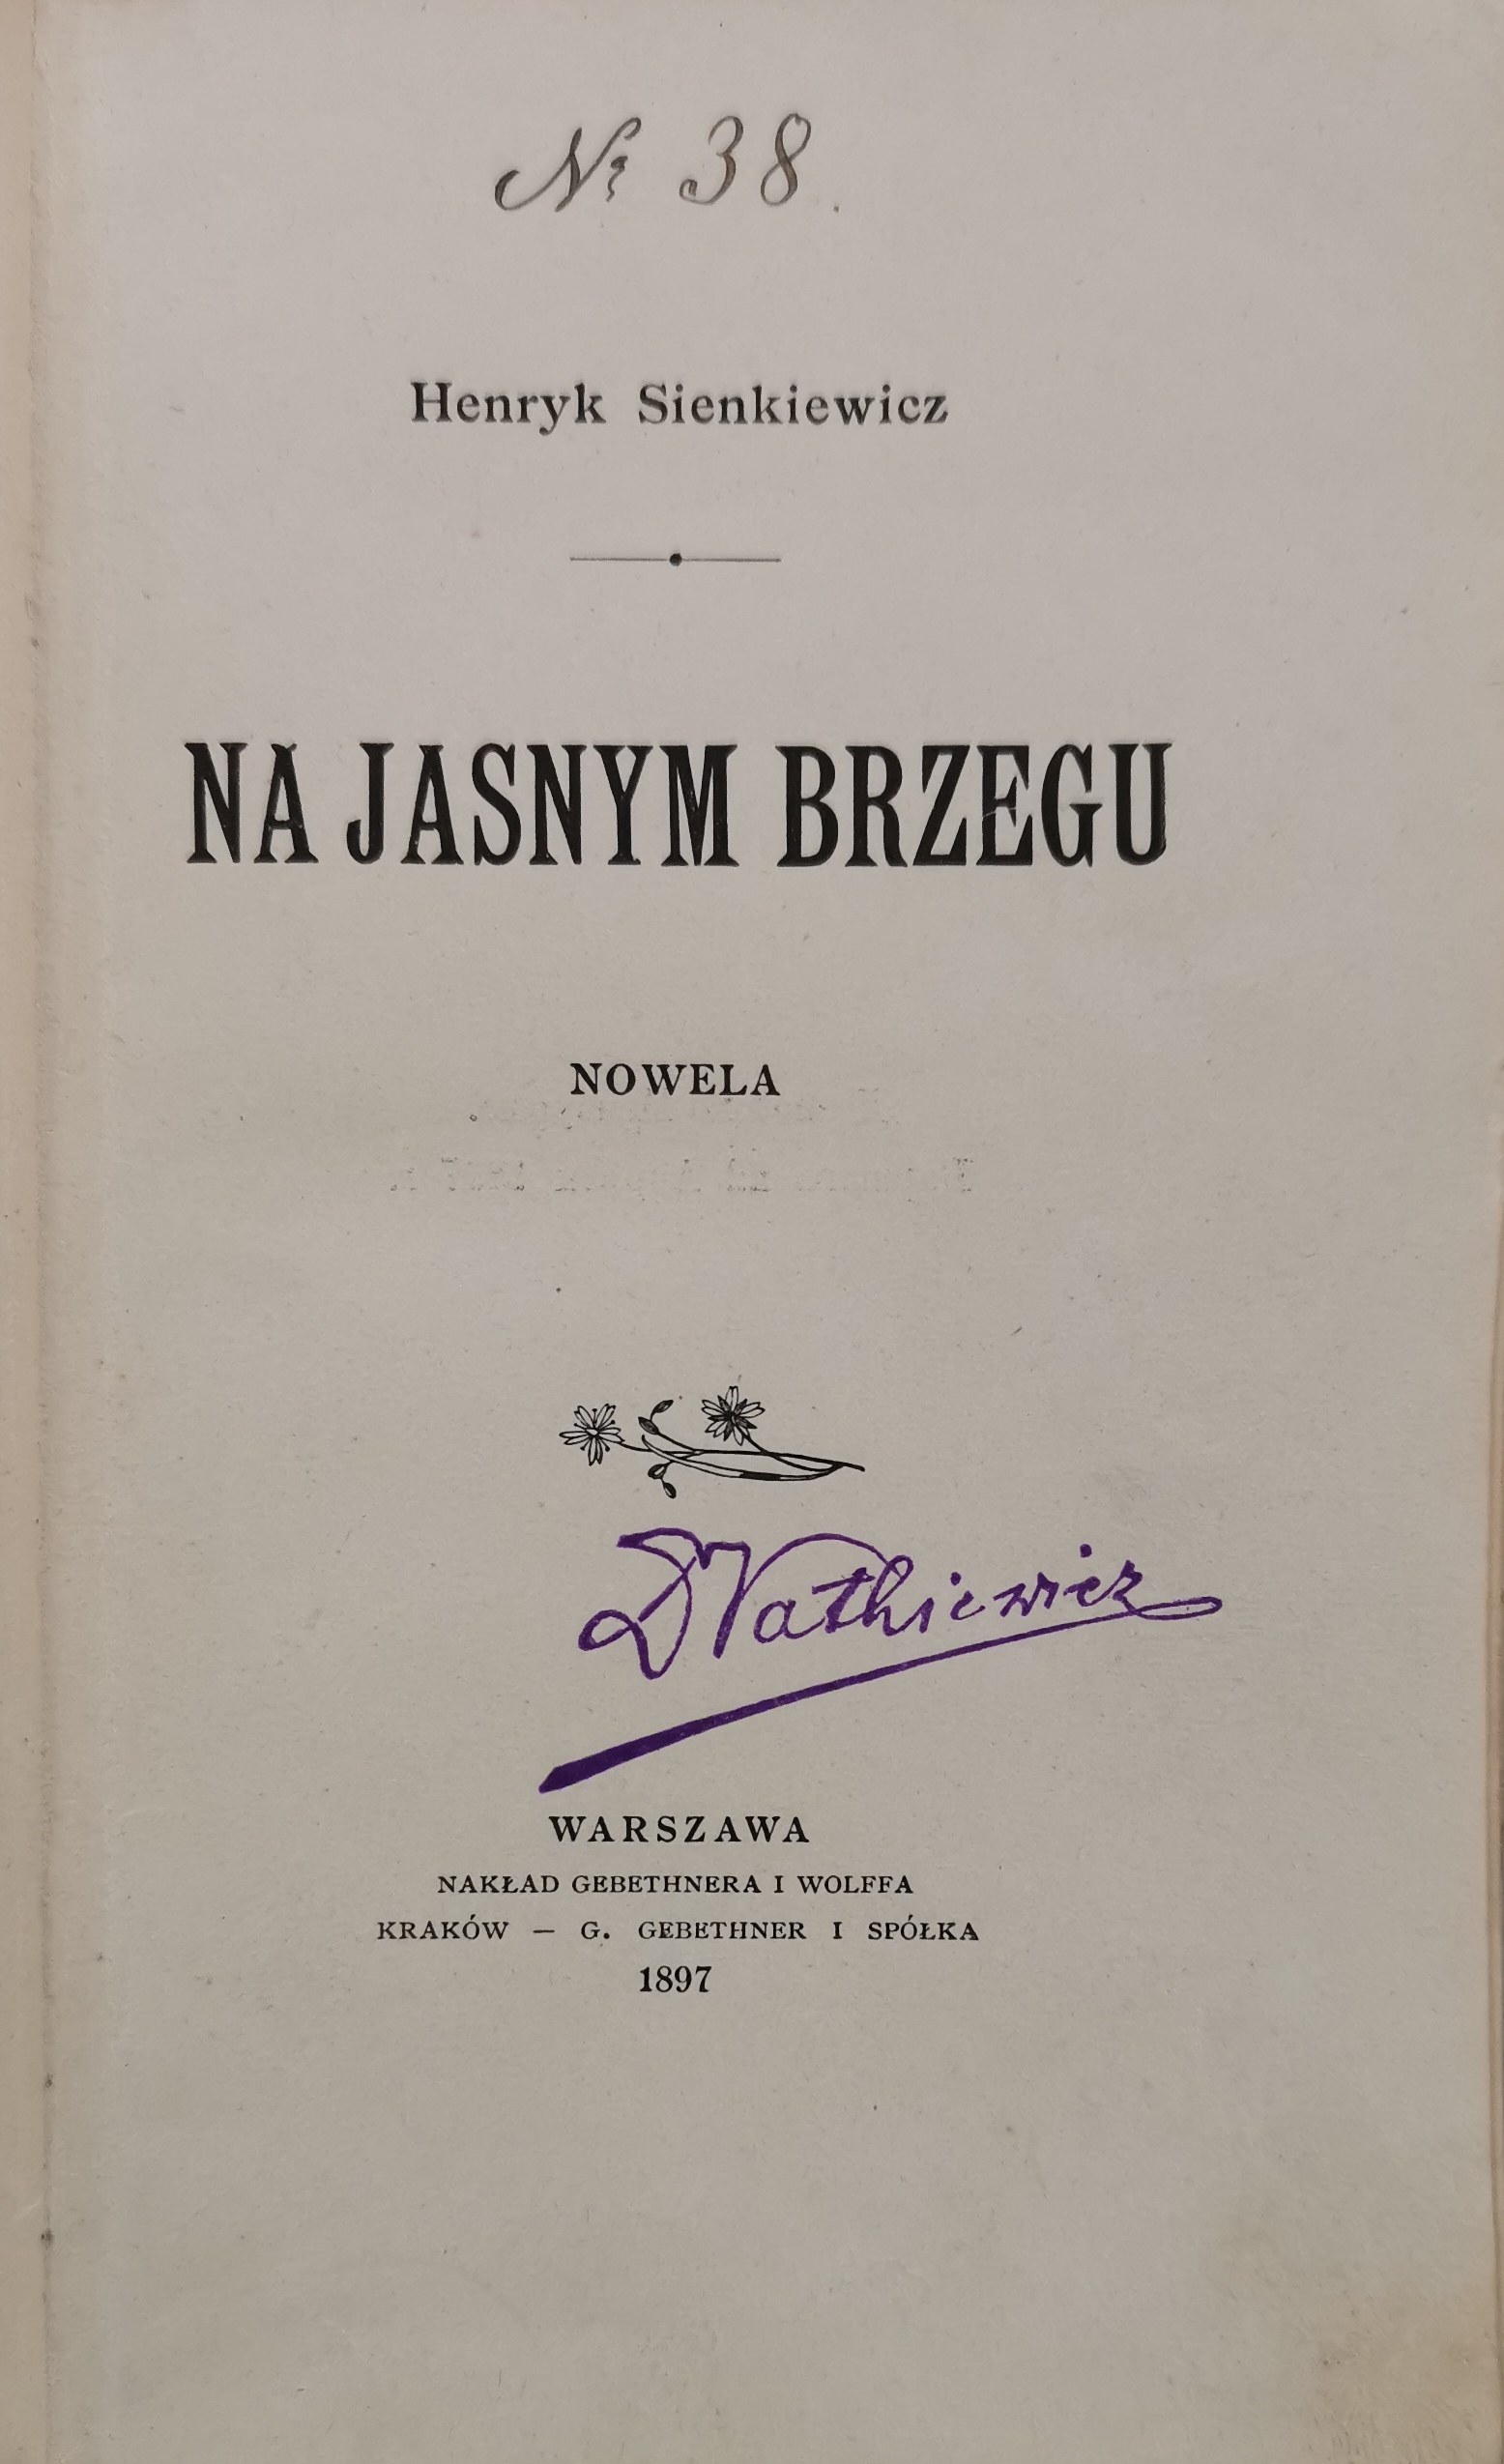 № 38.
Henryk Sienkiewicz
NA JASNYM BRZEGU
NOWELA
WARSZAWA
NAKŁAD GEBETHNERA I WOLFFA
KRAKÓW — G. GEBETHNER I SPÓŁKA
1897